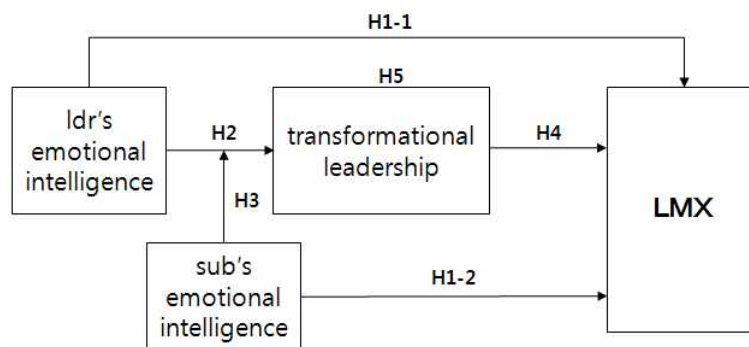 H1-1
H5
ldr's
emotional
intelligence
H2
transformational
leadership
H4
LMX
H3
sub's
emotional
intelligence
H1-2